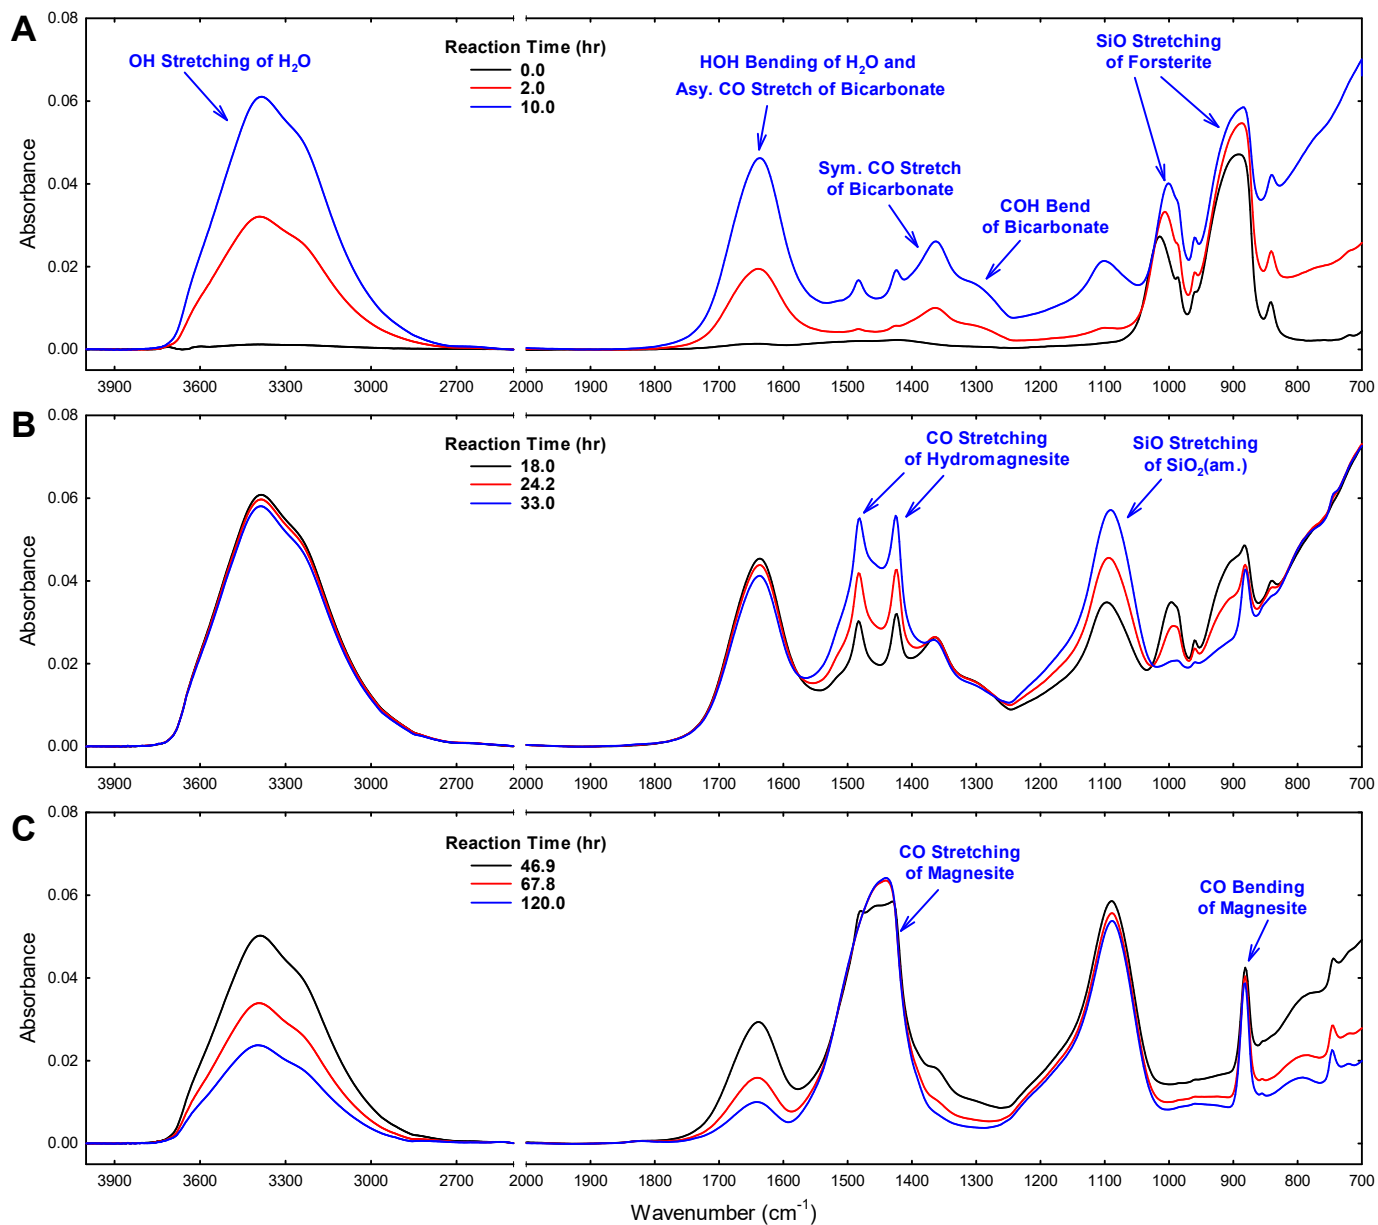 A
0.08
0.06
0.04
0.02
0.00
Absorbance
OH Stretching of H2O
Reaction Time (hr)
0.0
2.0
10.0
HOH Bending of H2O and
Asy. CO Stretch of Bicarbonate
Sym. CO Stretch
of Bicarbonate
COH Bend
of Bicarbonate
SiO Stretching
of Forsterite
3900 3600 3300 3000 2700 2000 1800 1700 1600 1500 1400 1300 1200 1100 1000 900 800 700
B
0.08
0.06
0.04
0.02
0.00
Absorbance
Reaction Time (hr)
18.0
24.2
33.0
CO Stretching
of Hydromagnesite
SiO Stretching
of SiO2(am.)
3900 3600 3300 3000 2700 2000 1800 1700 1600 1500 1400 1300 1200 1100 1000 900 800 700
C
0.08
0.06
0.04
0.02
0.00
Absorbance
Reaction Time (hr)
46.9
67.8
120.0
CO Stretching
of Magnesite
CO Bending
of Magnesite
3900 3600 3300 3000 2700 2000 1800 1700 1600 1500 1400 1300 1200 1100 1000 900 800 700
Wavenumber (cm-1)